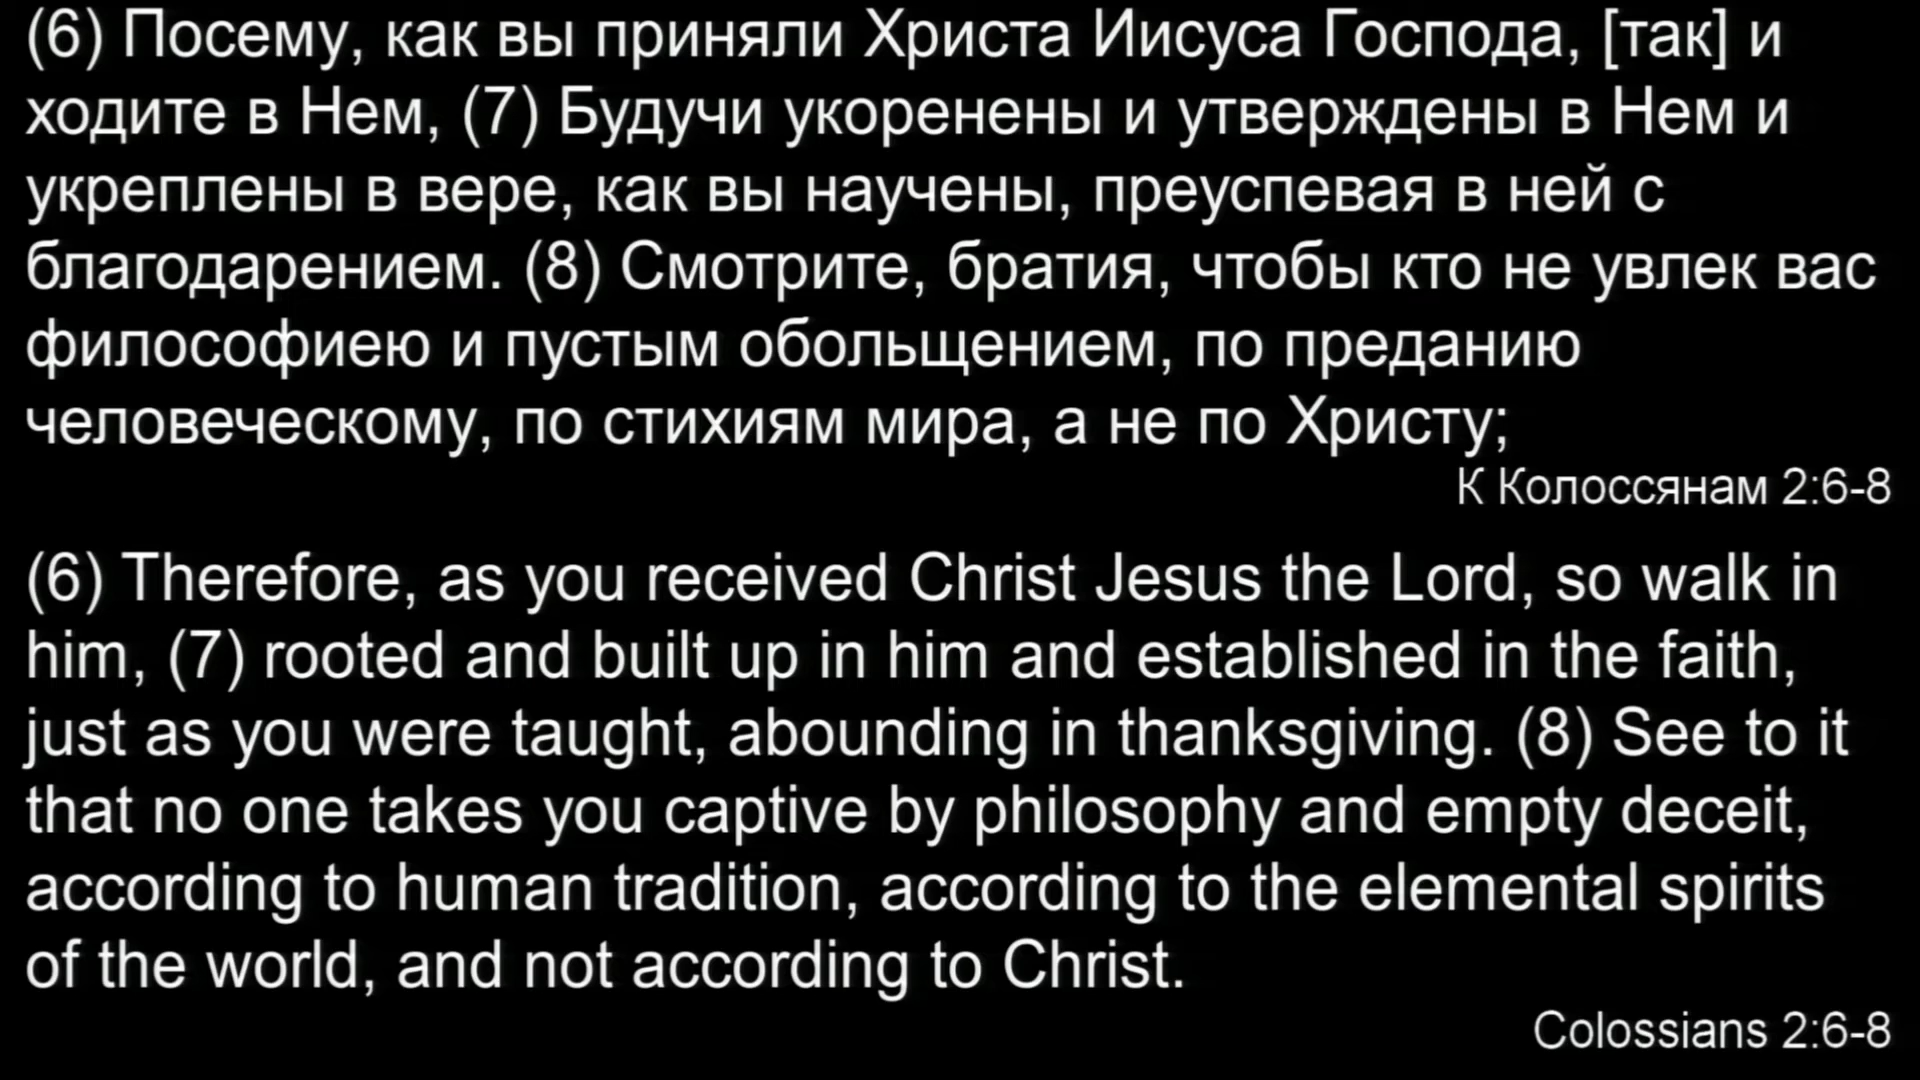 (6) Посему, как вы приняли Христа Иисуса Господа, [так] и
ходите в Нем, (7) Будучи укоренены и утверждены в Нем и
укреплены в вере, как вы научены, преуспевая в ней с
благодарением. (8) Смотрите, братия, чтобы кто не увлек вас
философиею и пустым обольщением, по преданию
человеческому, по стихиям мира, а не по Христу;
К Колоссянам 2:6-8
(6) Therefore, as you received Christ Jesus the Lord, so walk in
him, (7) rooted and built up in him and established in the faith,
just as you were taught, abounding in thanksgiving. (8) See to it
that no one takes you captive by philosophy and empty deceit,
according to human tradition, according to the elemental spirits
of the world, and not according to Christ.
Colossians 2:6-8